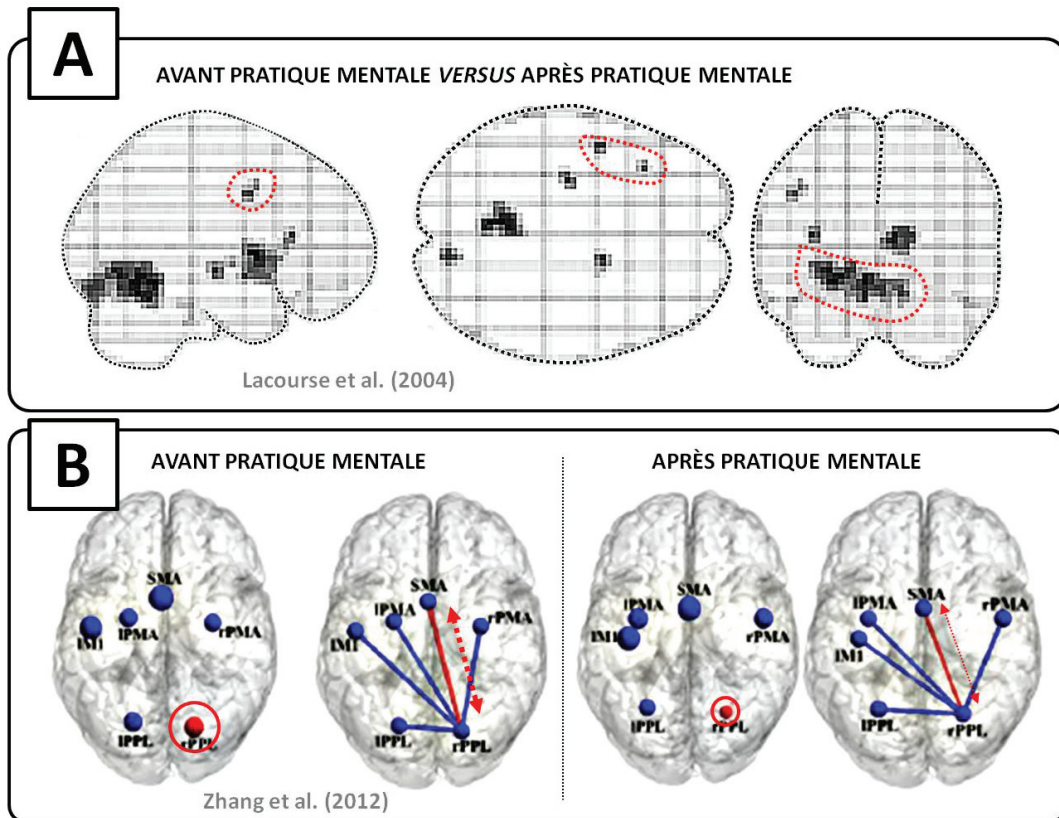 A
AVANT PRATIQUE MENTALE VERSUS APRÈS PRATIQUE MENTALE
Lacourse et al. (2004)
B
AVANT PRATIQUE MENTALE
APRÈS PRATIQUE MENTALE
SMA
lPMA
lM1
rPMA
lPPL
rPPL
SMA
lPMA
rPMA
lM1
lPPL
rPPL
SMA
lPMA
lM1
rPMA
lPPL
rPPL
SMA
lPMA
rPMA
lM1
lPPL
rPPL
Zhang et al. (2012)